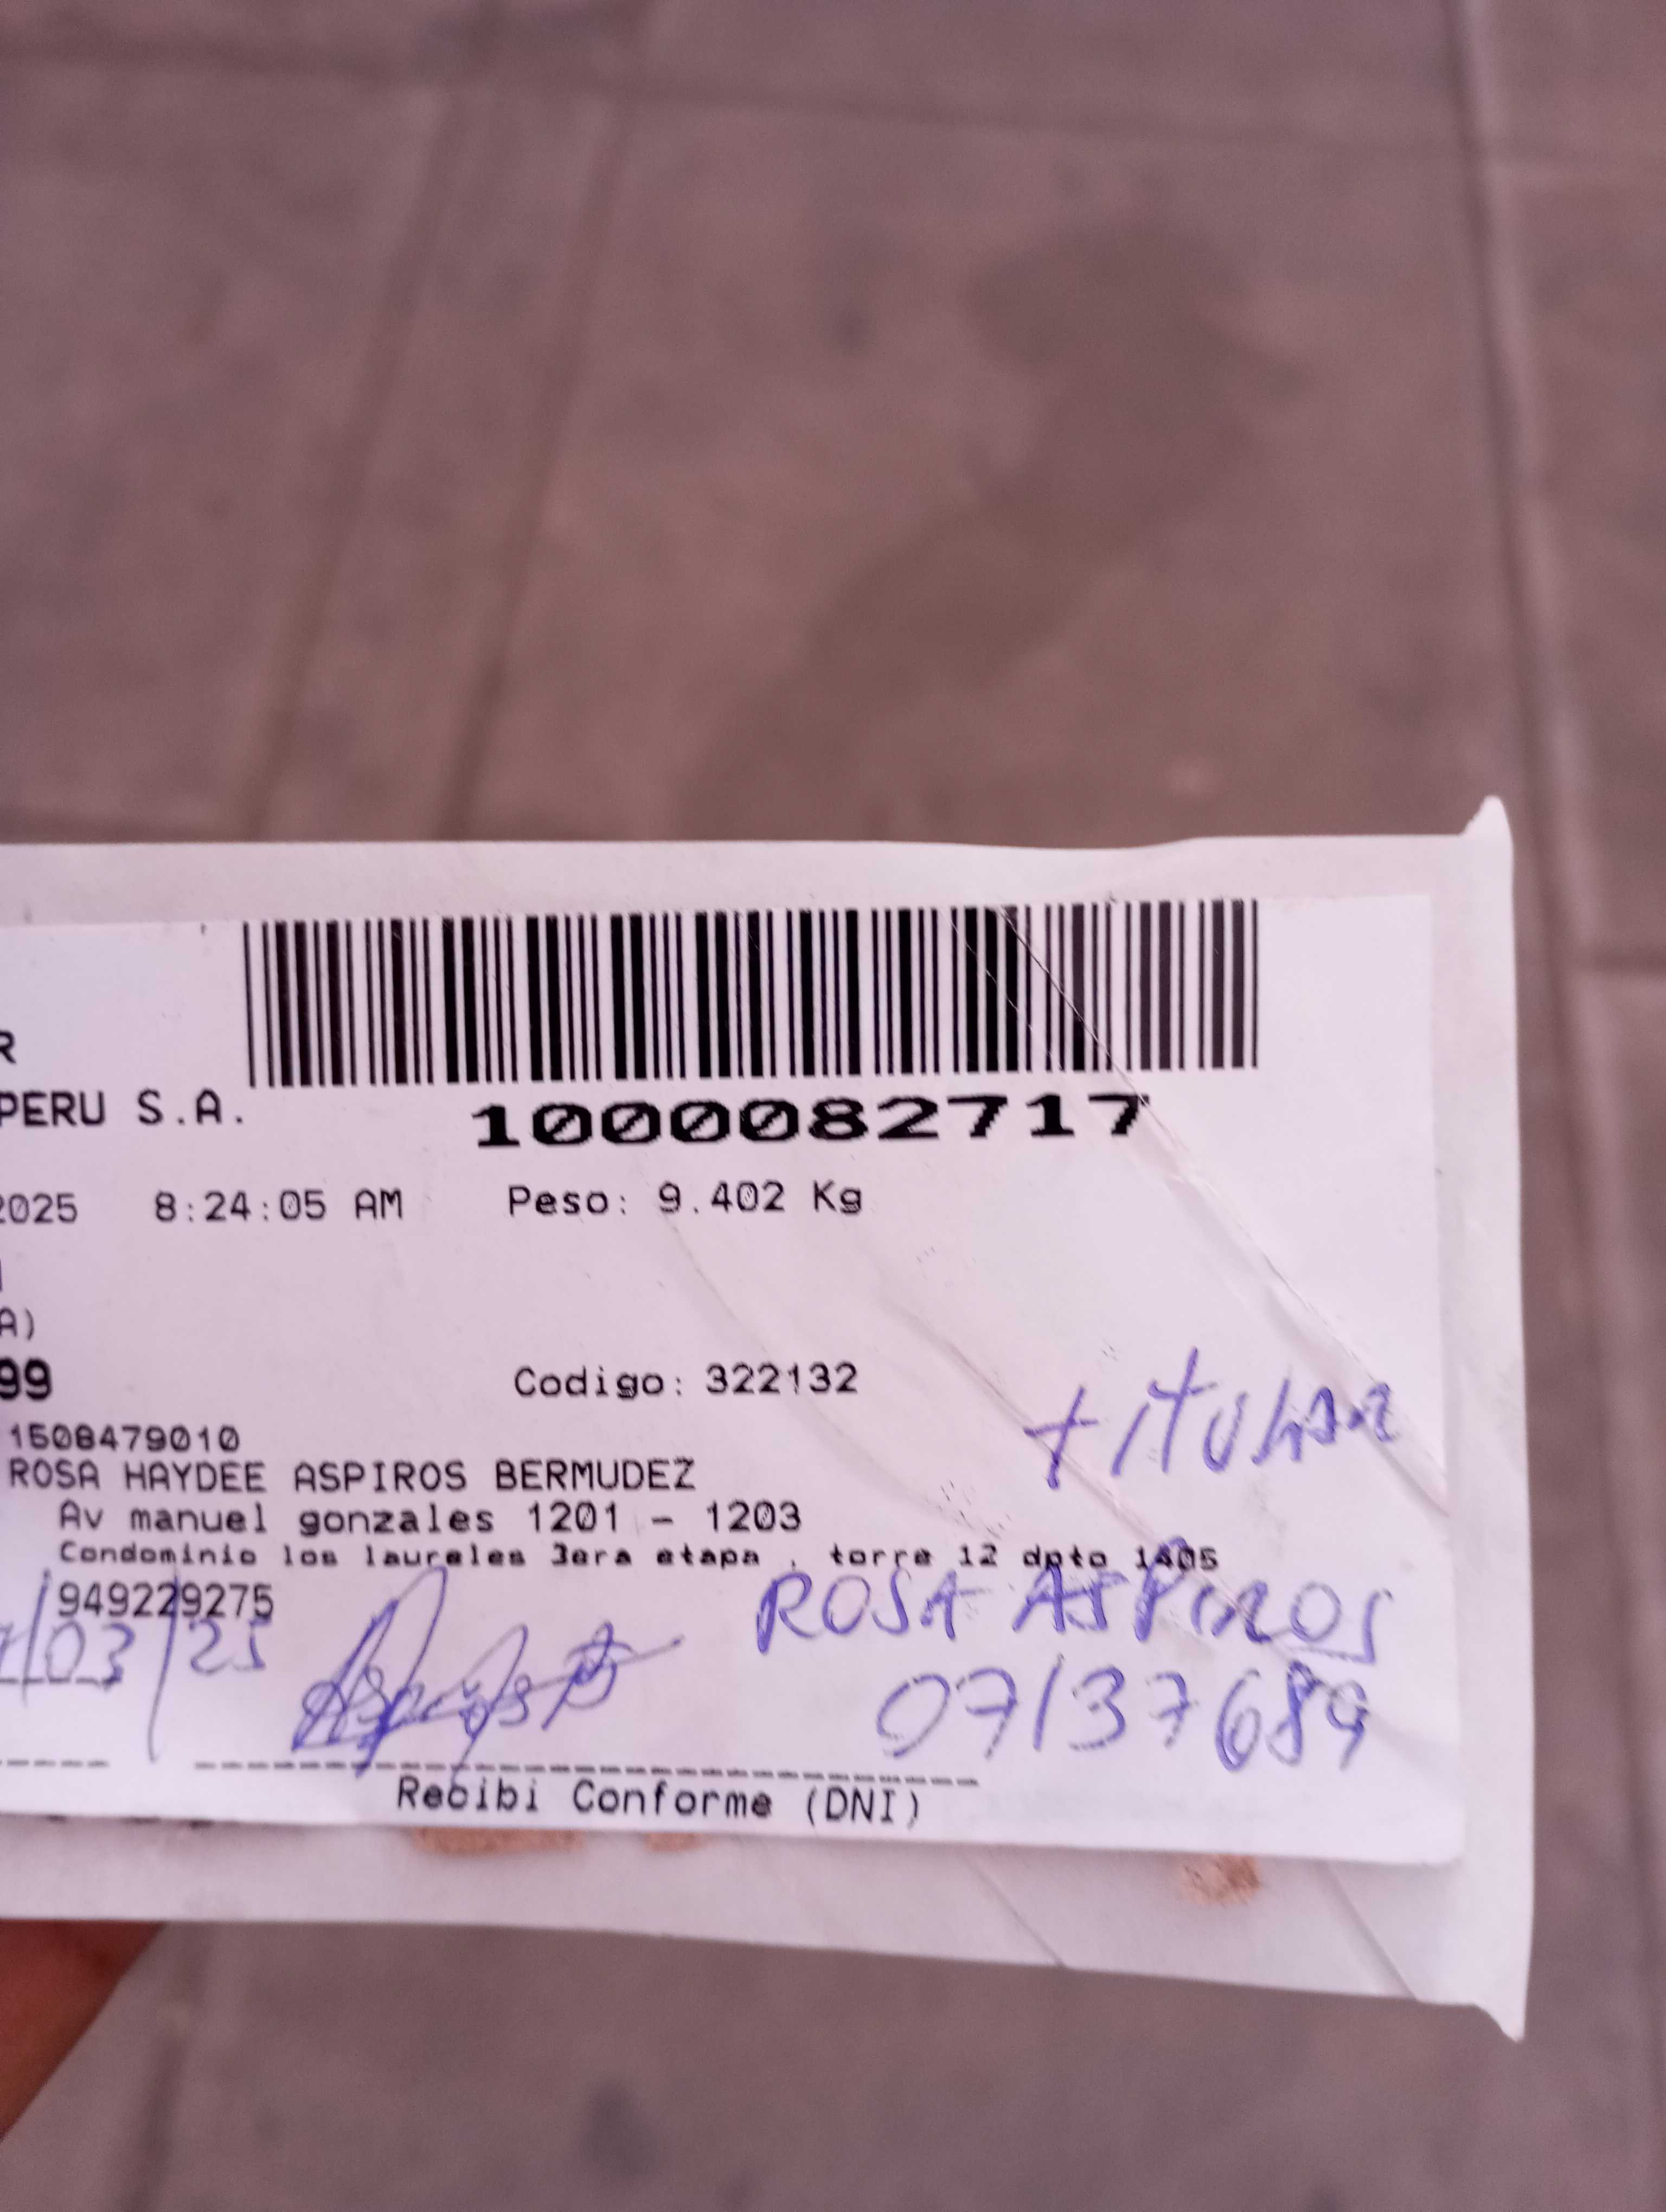 R
PERU S.A.
1000082717
2025 8:24:05 AM Peso: 9.402 Kg
A)
99
Codigo: 322132
1508479010
ROSA HAYDEE ASPIROS BERMUDEZ
Av manuel gonzales 1201 - 1203
Condominio los laureles 3era etapa , torre 12 dpto 1405
949229275
/03/25
+ titular
ROSA ASPIROS
07137689
Recibi Conforme (DNI)